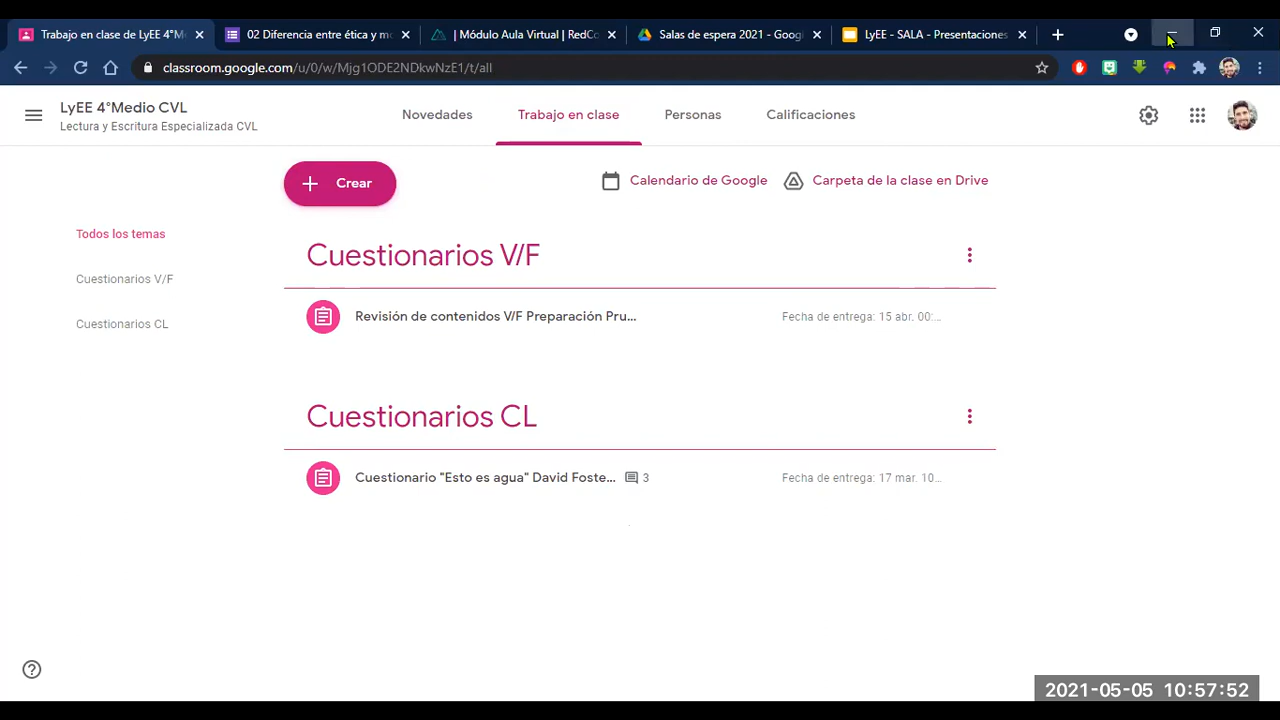 Trabajo en clase de LyEE 4°M
02 Diferencia entre ética y mo
| Módulo Aula Virtual | RedCo
Salas de espera 2021 - Googl
LyEE - SALA - Presentaciones
classroom.google.com/u/0/w/Mjg1ODE2NDkwNzE1/t/all
LyEE 4°Medio CVL
Lectura y Escritura Especializada CVL
Novedades
Trabajo en clase
Personas
Calificaciones
Crear
Calendario de Google
Carpeta de la clase en Drive
Todos los temas
Cuestionarios V/F
Cuestionarios CL
Cuestionarios V/F
Revisión de contenidos V/F Preparación Pru...
Fecha de entrega: 15 abr. 00:...
Cuestionarios CL
Cuestionario "Esto es agua" David Foste...
3
Fecha de entrega: 17 mar. 10...
2021-05-05 10:57:52